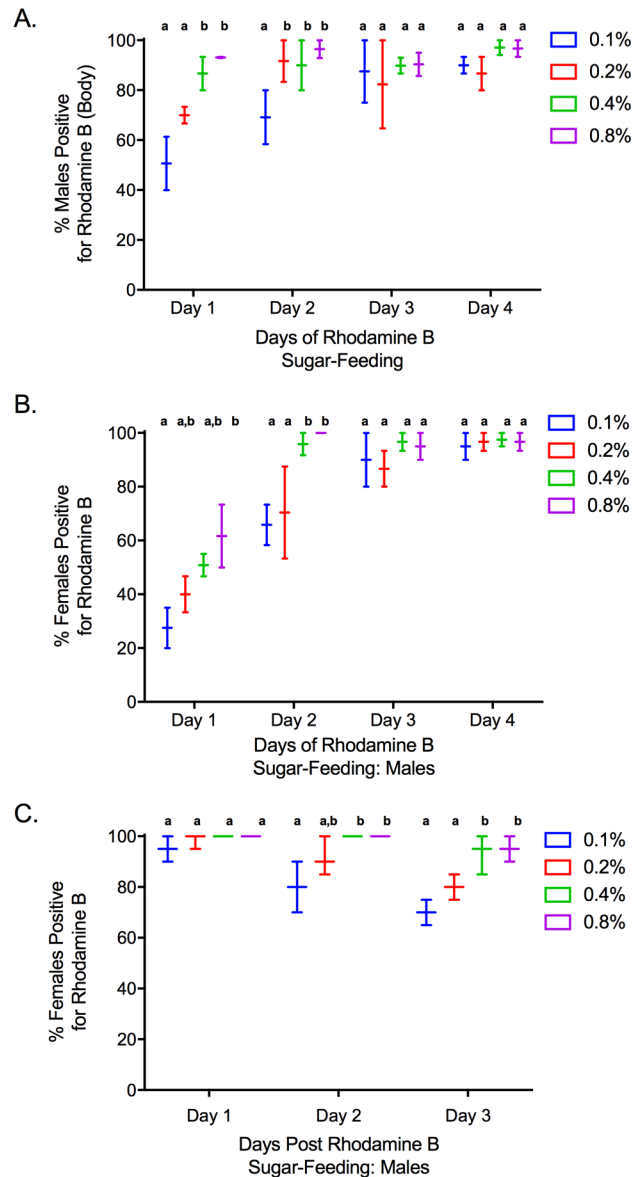 A.
a a b b a b b b a a a a a a a a
100
80
60
40
20
0
% Males Positive
for Rhodamine B (Body)
Day 1 Day 2 Day 3 Day 4
Days of Rhodamine B
Sugar-Feeding
0.1%
0.2%
0.4%
0.8%
B.
a a,b a,b b a a b b a a a a a a a a
100
80
60
40
20
0
% Females Positive
for Rhodamine B
Day 1 Day 2 Day 3 Day 4
Days of Rhodamine B
Sugar-Feeding: Males
0.1%
0.2%
0.4%
0.8%
C.
a a a a a a,b b b a a b b
100
80
60
40
20
0
% Females Positive
for Rhodamine B
Day 1 Day 2 Day 3
Days Post Rhodamine B
Sugar-Feeding: Males
0.1%
0.2%
0.4%
0.8%